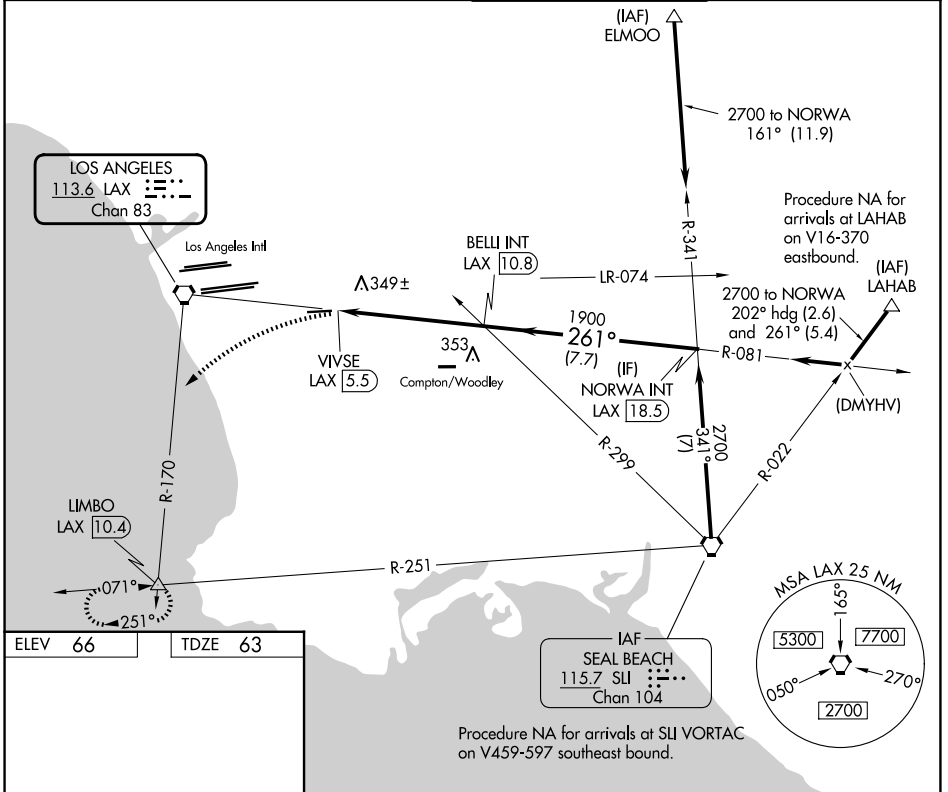 (IAF)
ELMOO
2700 to NORWA
161° (11.9)
LOS ANGELES
113.6 LAX
Chan 83
Procedure NA for
arrivals at LAHAB
on V16-370
eastbound.
Los Angeles Intl
R-341
BELLI INT
LAX 10.8
(IAF)
LAHAB
349±
LR-074
2700 to NORWA
202° hdg (2.6)
and 261° (5.4)
1900
261°
(7.7)
R-081
353
VIVSE
LAX 5.5
Compton/Woodley
(IF)
NORWA INT
LAX 18.5
(DMYHV)
2700
341°
(7)
R-299
R-022
R-170
LIMBO
LAX 10.4
R-251
071°
251°
MSA LAX 25 NM
165°
5300
7700
050°
270°
2700
ELEV 66
TDZE 63
IAF
SEAL BEACH
115.7 SLI
Chan 104
Procedure NA for arrivals at SLI VORTAC
on V459-597 southeast bound.